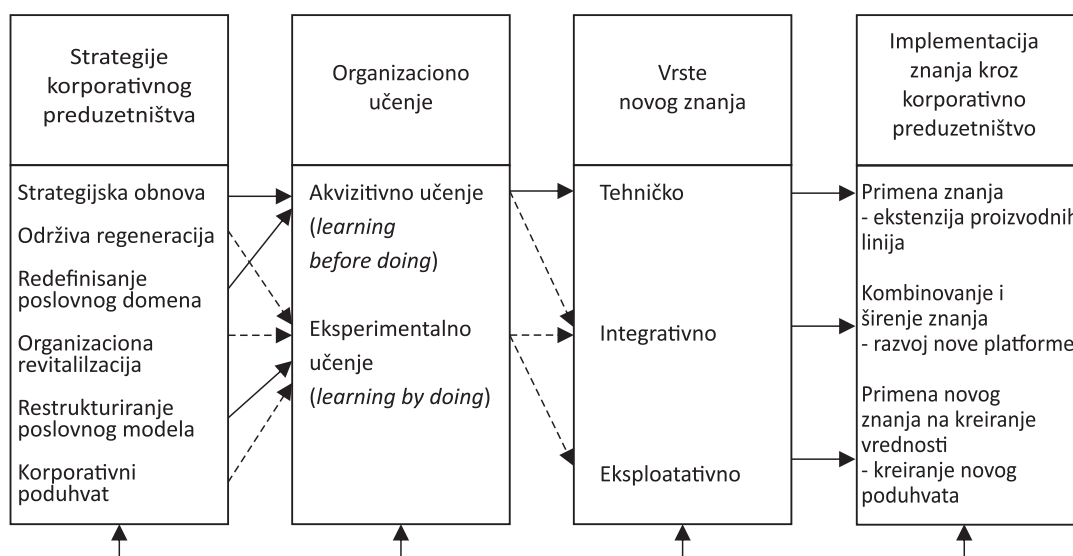 Strategije
korporativnog
preduzetništva
Strategijska obnova
Održiva regeneracija
Redefinisanje
poslovnog domena
Organizaciona
revitalilzacija
Restrukturiranje
poslovnog modela
Korporativni
poduhvat
Organizaciono
učenje
Akvizitivno učenje
(learning
before doing)
Eksperimentalno
učenje
(learning by doing)
Vrste
novog znanja
Tehničko
Integrativno
Eksploatativno
Implementacija
znanja kroz
korporativno
preduzetništvo
Primena znanja
- ekstenzija proizvodnih
linija
Kombinovanje i
širenje znanja
- razvoj nove platforme
Primena novog
znanja na kreiranje
vrednosti
- kreiranje novog
poduhvata